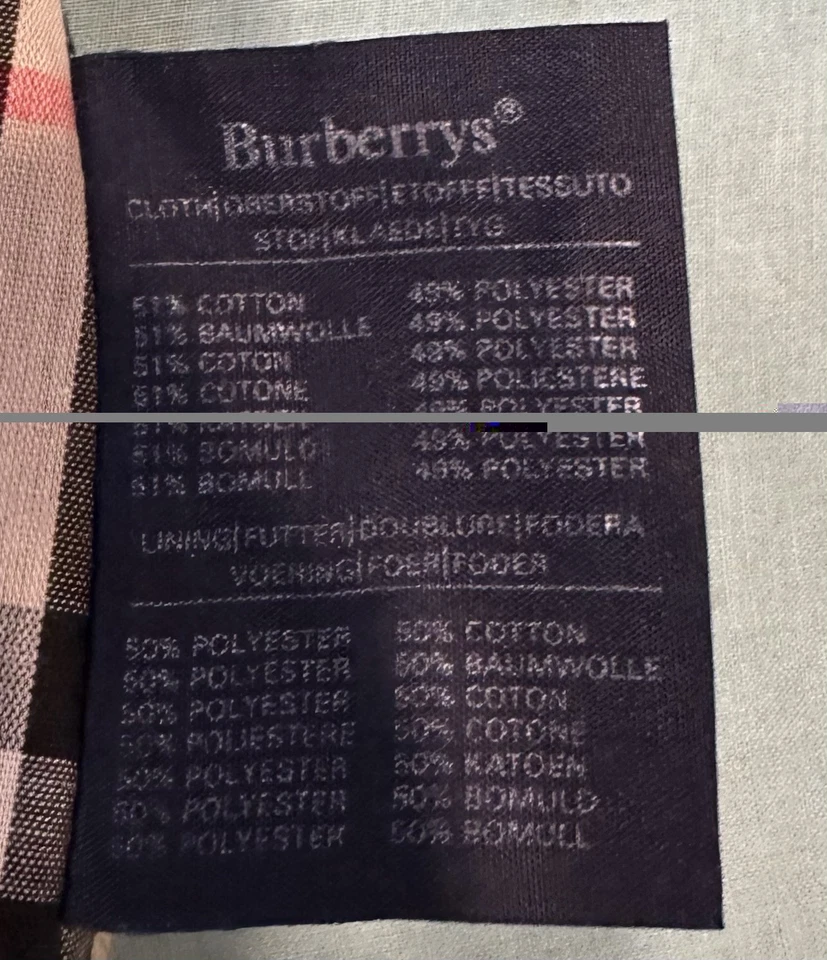 Burberrys®
CLOTH|OBERSTOFF|ETOFFE|TESSUTO
STOF|KLAEDE|TYG
51% COTTON 49% POLYESTER
51% BAUMWOLLE 49% POLYESTER
51% COTON 49% POLYESTER
51% COTONE 49% POLIESTERE
49% POLYESTER
51% BOMULD 49% POLYESTER
51% BOMULL 49% POLYESTER
LINING|FUTTER|DOUBLURE|FODERA
VOERING|FOER|FODER
50% POLYESTER 50% COTTON
50% POLYESTER 50% BAUMWOLLE
50% POLYESTER 50% COTON
50% POLIESTERE 50% COTONE
50% POLYESTER 50% KATOEN
50% POLYESTER 50% BOMULD
50% POLYESTER 50% BOMULL